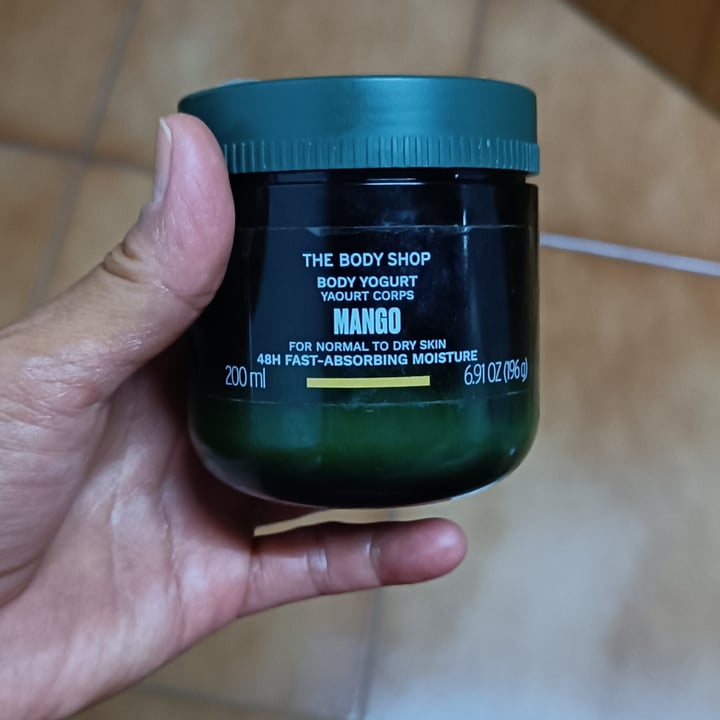 THE BODY SHOP
BODY YOGURT
YAOURT CORPS
MANGO
FOR NORMAL TO DRY SKIN
48H FAST-ABSORBING MOISTURE
200 ml
6.91 OZ (196 g)